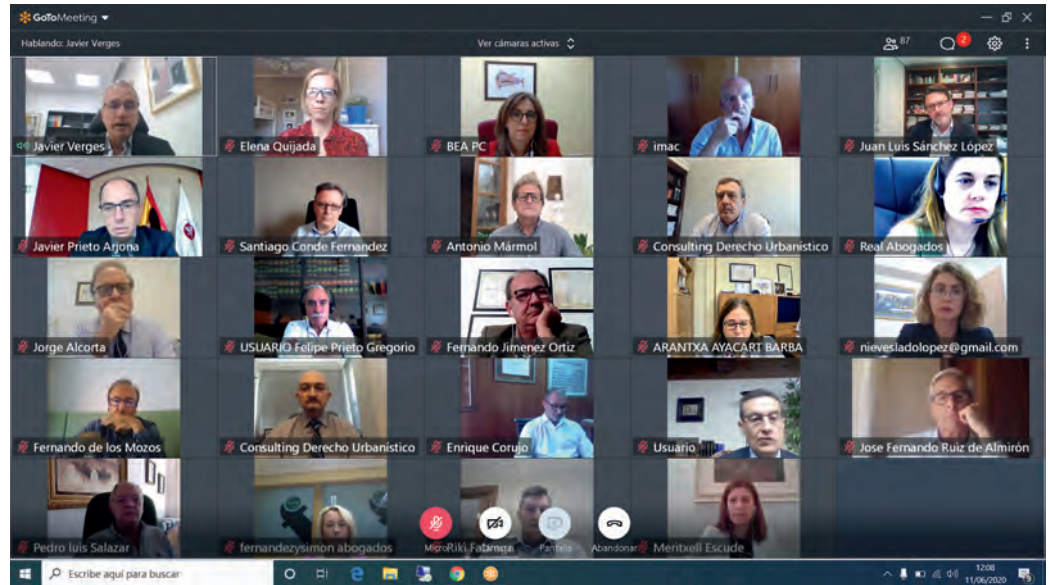 GoToMeeting
Hablando: Javier Verges
Ver cámaras activas
87
2
Javier Verges
Elena Quijada
BEA PC
imac
Juan Luis Sánchez López
Javier Prieto Arjona
Santiago Conde Fernandez
Antonio Mármol
Consulting Derecho Urbanistico
Real Abogados
Jorge Alcorta
USUARIO Felipe Prieto Gregorio
Fernando Jimenez Ortiz
ARANTXA AYACART BARBA
nievesladolopez@gmail.com
Fernando de los Mozos
Consulting Derecho Urbanístico
Enrique Corujo
Usuario
Jose Fernando Ruiz de Almirón
Pedro luis Salazar
fernandezysimon abogados
Micro
Riki
Pantalla
Abandonar
Meritxell Escude
Escribe aquí para buscar
12:08
11/06/2020